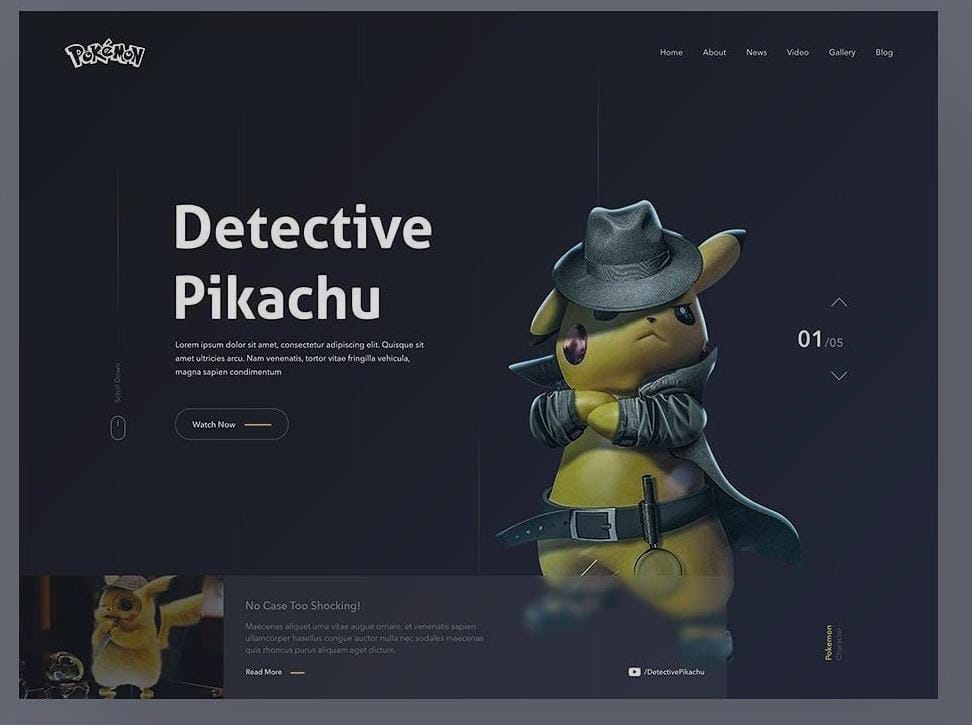 POKéMON
Home About News Video Gallery Blog
Detective
Pikachu
Lorem ipsum dolor sit amet, consectetur adipiscing elit. Quisque sit
amet ultricies arcu. Nam venenatis, tortor vitae fringilla vehicula,
magna sapien condimentum
Watch Now
Scroll Down
01/05
No Case Too Shocking!
Maecenas aliquet urna vitae augue ornare, et venenatis sapien
ullamcorper hasellus congue auctor nulla nec sodales maecenas
quis rhoncus purus aliquam eget dictum.
Read More
/DetectivePikachu
Pokemon
Character